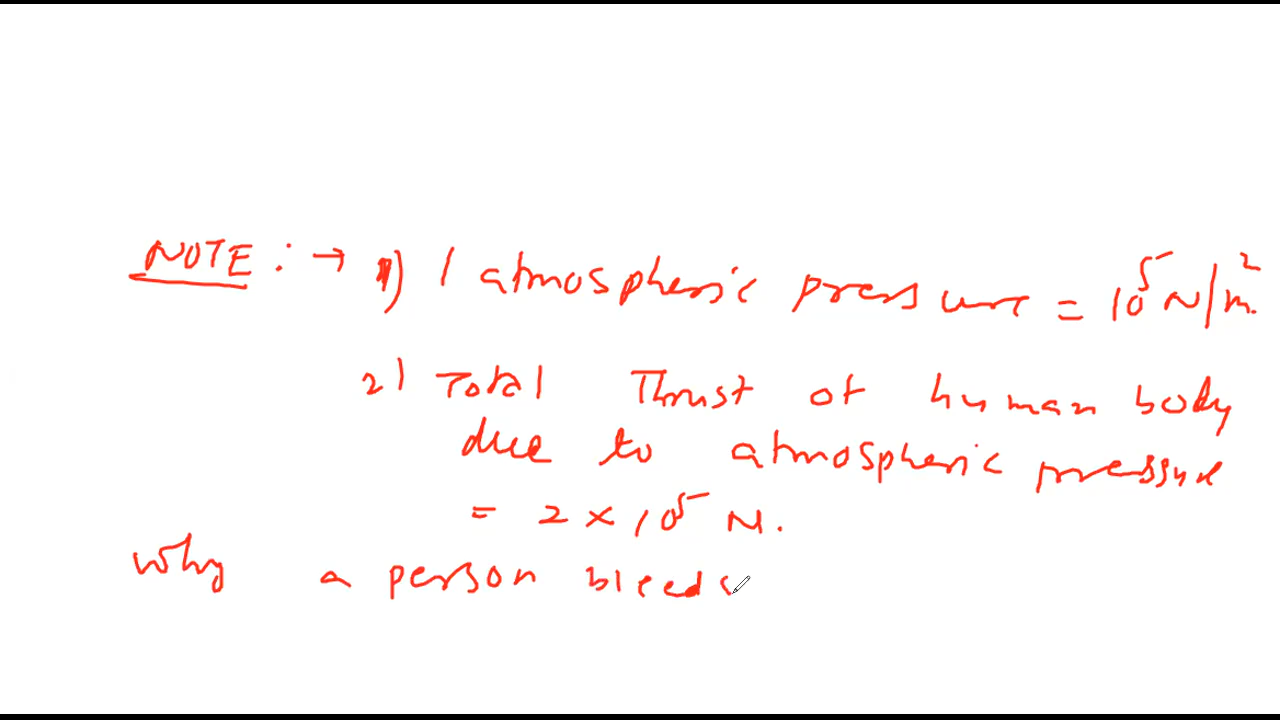 NOTE : → 1) 1 atmospheric pressure = 10⁵ N/m².
2) Total Thrust of human body
due to atmospheric pressure
= 2 × 10⁵ N.
Why a person bleeds